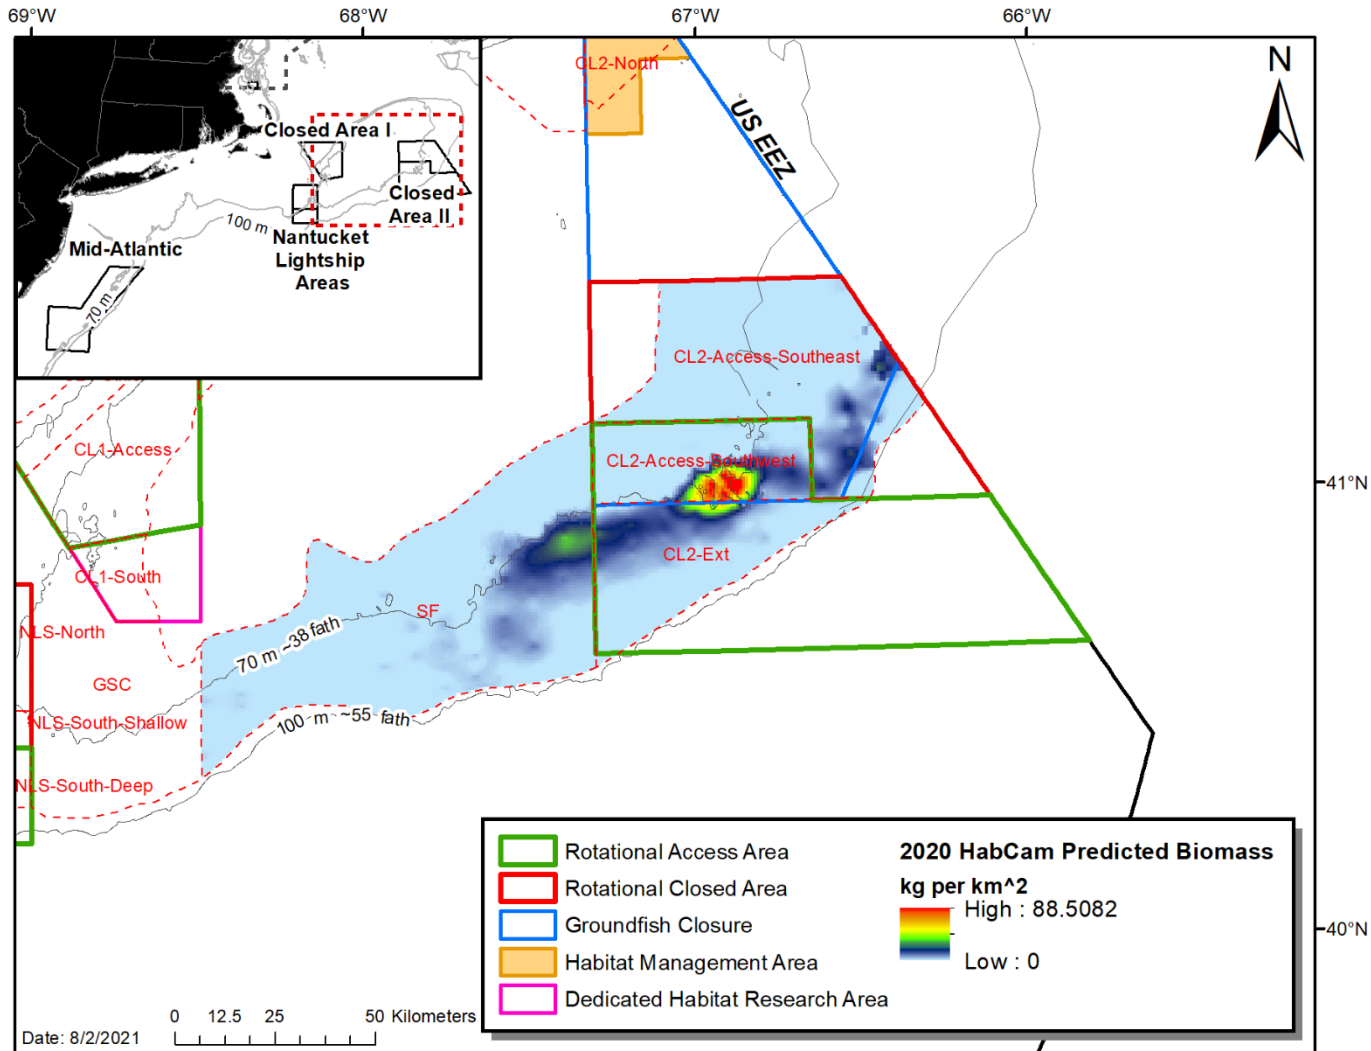 69°W
68°W
67°W
66°W
CL2-North
N
US EEZ
Closed Area I
Closed
Area II
100 m
Nantucket
Lightship
Areas
Mid-Atlantic
70 m
CL2-Access-Southeast
CL1-Access
CL2-Access-Southwest
41°N
CL2-Ext
CL1-South
SF
NLS-North
70 m ~38 fath
GSC
NLS-South-Shallow
100 m ~55 fath
NLS-South-Deep
Rotational Access Area
Rotational Closed Area
Groundfish Closure
Habitat Management Area
Dedicated Habitat Research Area
2020 HabCam Predicted Biomass
kg per km^2
High : 88.5082
Low : 0
40°N
0 12.5 25 50 Kilometers
Date: 8/2/2021